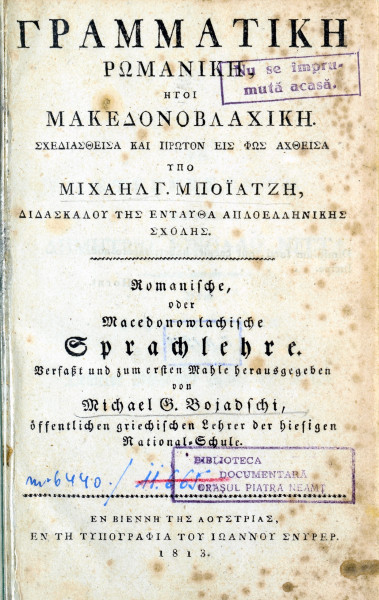 ΓΡΑΜΜΑΤΙΚΗ
ΡΩΜΑΝΙΚΗ
ΗΤΟΙ
Nu se impru-
mută acasă.
ΜΑΚΕΔΟΝΟΒΛΑΧΙΚΗ.
ΣΧΕΔΙΑΣΘΕΙΣΑ ΚΑΙ ΠΡΩΤΟΝ ΕΙΣ ΦΩΣ ΑΧΘΕΙΣΑ
ΥΠΟ
ΜΙΧΑΗΛ Γ. ΜΠΟΪΑΤΖΗ,
ΔΙΔΑΣΚΑΛΟΥ ΤΗΣ ΕΝΤΑΥΘΑ ΑΠΛΟΕΛΛΗΝΙΚΗΣ
ΣΧΟΛΗΣ.
Romanische,
oder
Macedonowlachische
Sprachlehre.
Verfaßt und zum ersten Mahle herausgegeben
von
Michael G. Bojadschi,
öffentlichen griechischen Lehrer der hiesigen
National-Schule.
BIBLIOTECA
DOCUMENTARĂ
ORAȘUL PIATRA NEAMȚ
ΕΝ ΒΙΕΝΝΗ ΤΗΣ ΑΟΥΣΤΡΙΑΣ,
ΕΝ ΤΗ ΤΥΠΟΓΡΑΦΙΑ ΤΟΥ ΙΩΑΝΝΟΥ ΣΝΥΡΕΡ.
1813.